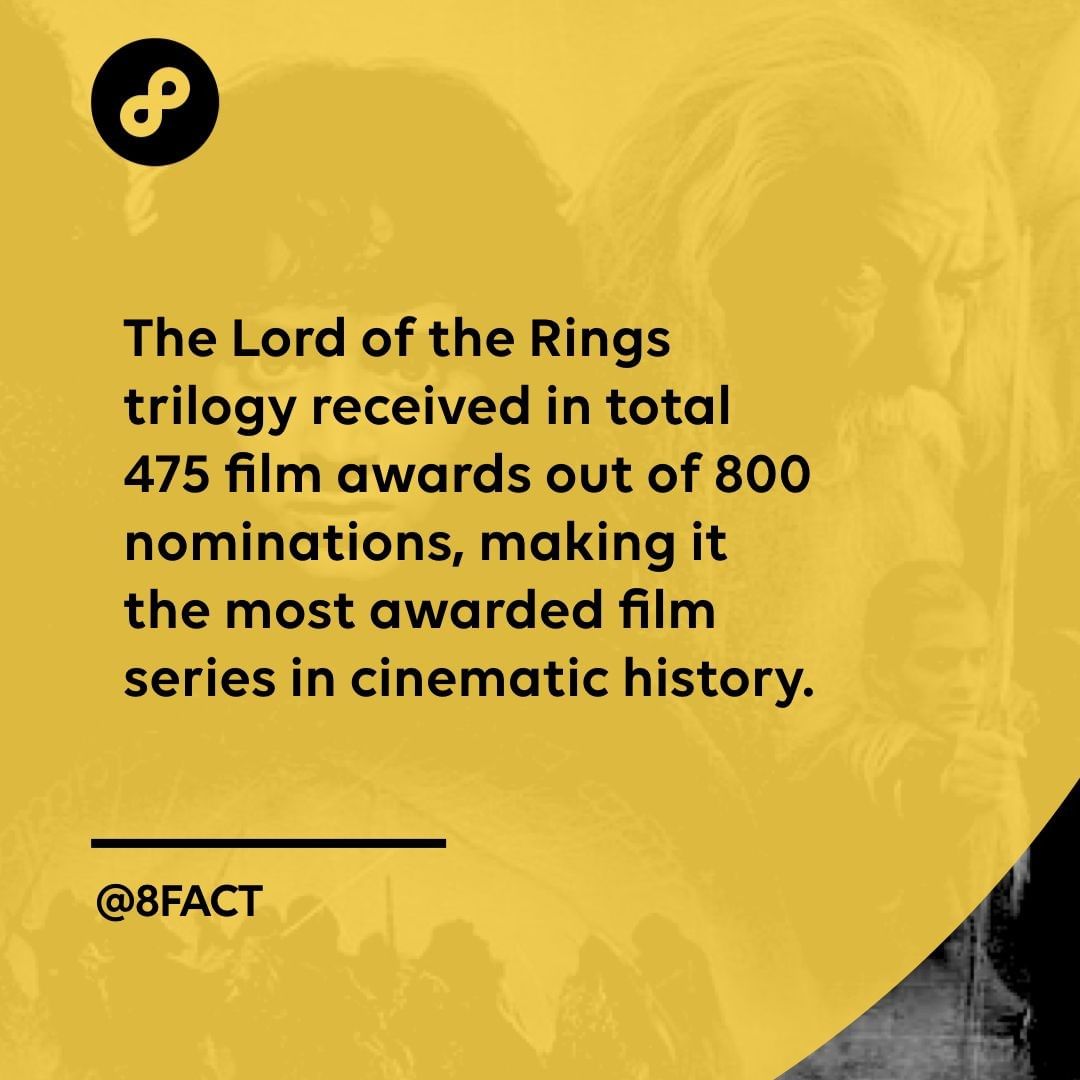 The Lord of the Rings
trilogy received in total
475 film awards out of 800
nominations, making it
the most awarded film
series in cinematic history.
@8FACT